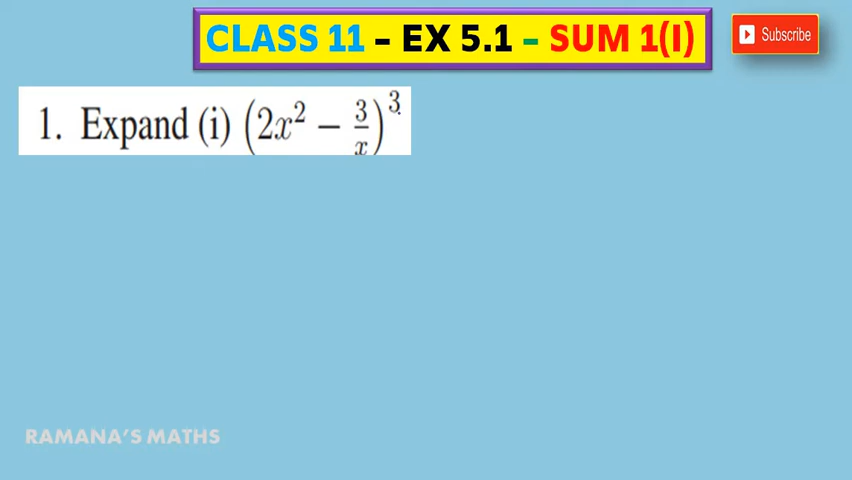 CLASS 11 – EX 5.1 – SUM 1(I)
Subscribe
1. Expand (i) (2x² − 3/x)³
RAMANA'S MATHS